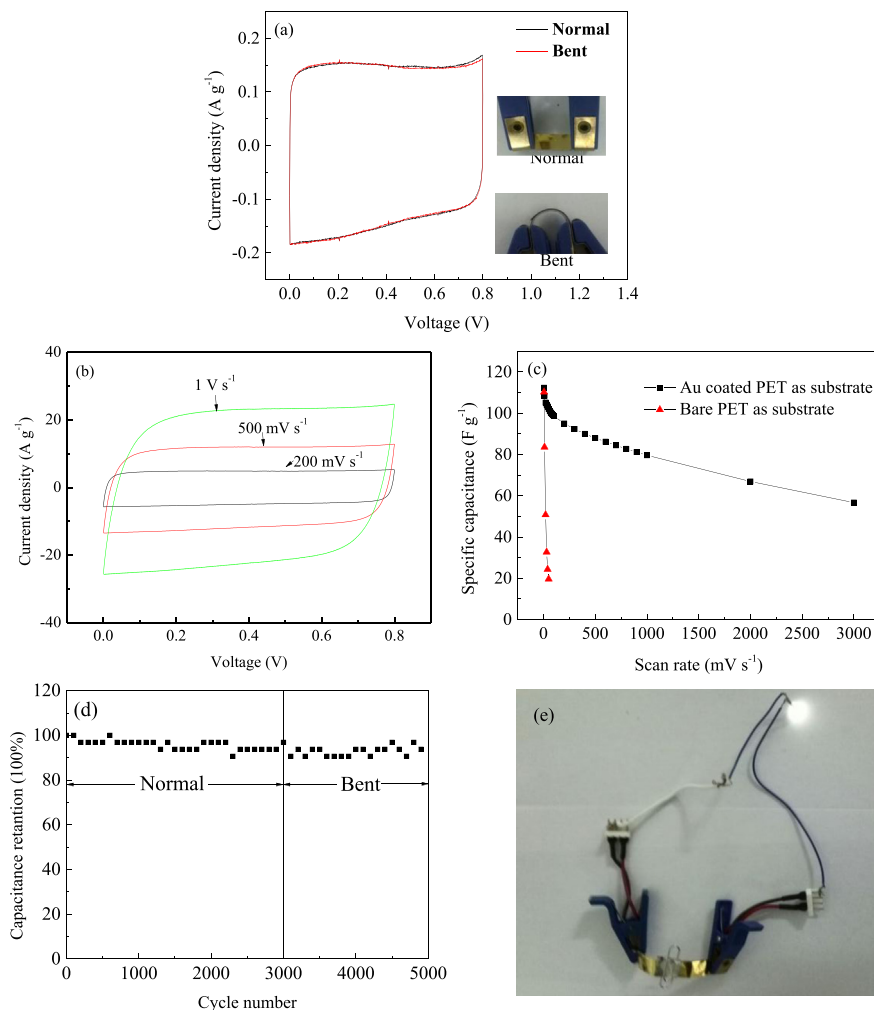 (a)
Normal
Bent
0.2
0.1
0.0
-0.1
-0.2
Current density (A g⁻¹)
Normal
Bent
0.0 0.2 0.4 0.6 0.8 1.0 1.2 1.4
Voltage (V)
(b)
40
20
0
-20
-40
Current density (A g⁻¹)
1 V s⁻¹
500 mV s⁻¹
200 mV s⁻¹
0.0 0.2 0.4 0.6 0.8
Voltage (V)
(c)
Au coated PET as substrate
Bare PET as substrate
120
100
80
60
40
20
0
Specific capacitance (F g⁻¹)
0 500 1000 1500 2000 2500 3000
Scan rate (mV s⁻¹)
(d)
120
100
80
60
40
20
0
Capacitance retantion (100%)
Normal
Bent
0 1000 2000 3000 4000 5000
Cycle number
(e)